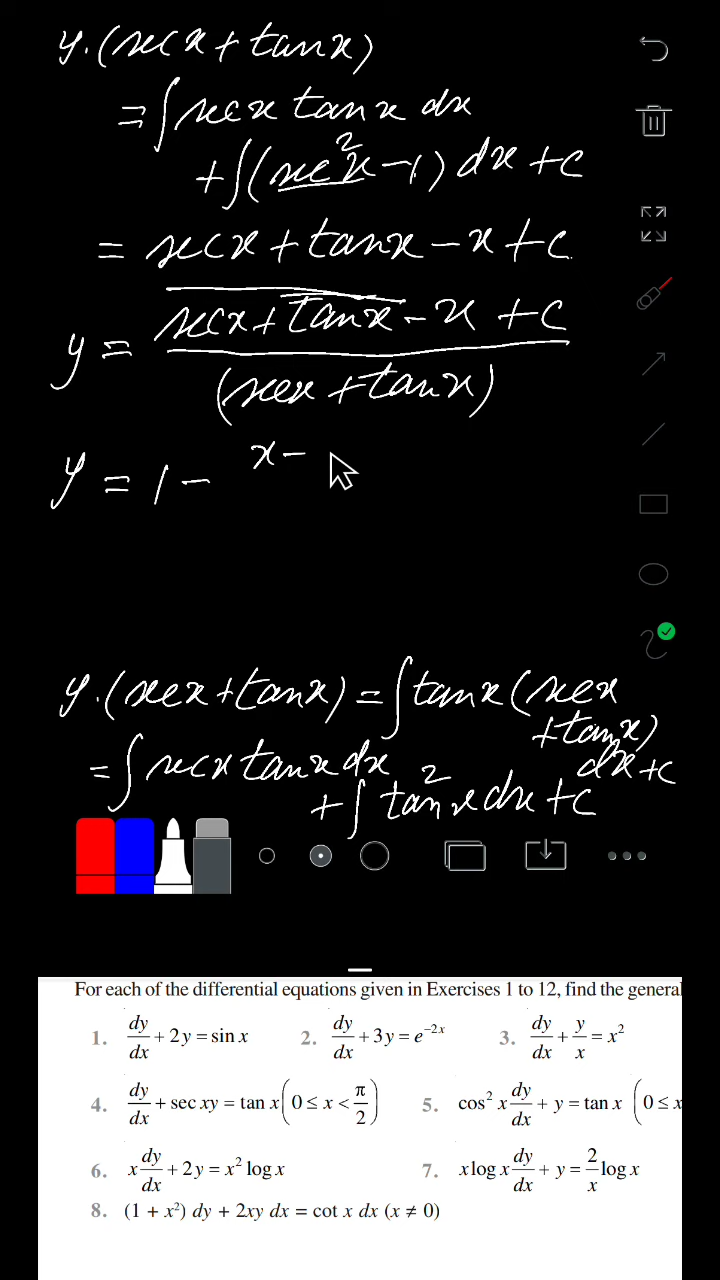 y.(secx + tanx)
= ∫ secx tanx dx
+ ∫(sec²x - 1) dx + c
= secx + tanx - x + c
y = (secx + tanx - x + c) / (secx + tanx)
y = 1 - x -
y.(secx + tanx) = ∫ tanx (secx
+ tanx)
dx + c
= ∫ secx tanx dx
+ ∫ tan²x dx + c
For each of the differential equations given in Exercises 1 to 12, find the general
1. dy/dx + 2y = sin x 2. dy/dx + 3y = e⁻²ˣ 3. dy/dx + y/x = x²
4. dy/dx + sec xy = tan x (0 ≤ x < π/2) 5. cos² x dy/dx + y = tan x (0 ≤ x
6. x dy/dx + 2y = x² log x 7. x log x dy/dx + y = 2/x log x
8. (1 + x²) dy + 2xy dx = cot x dx (x ≠ 0)